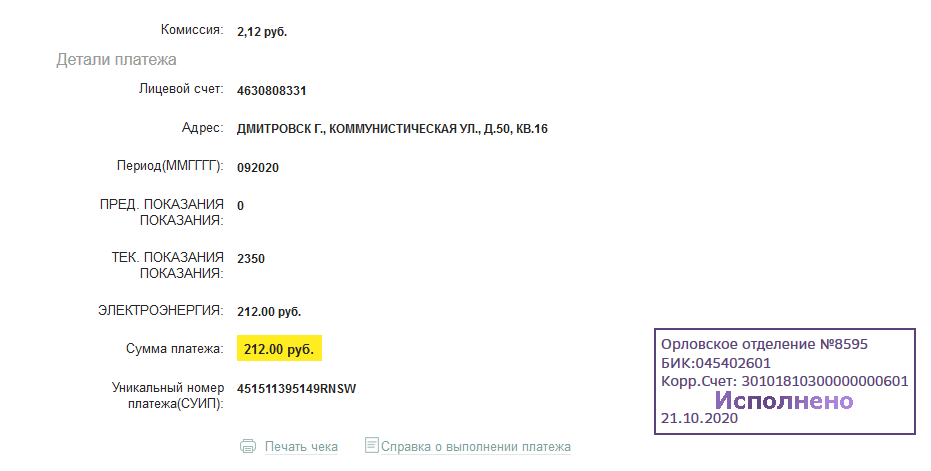 Комиссия: 2,12 руб.
Детали платежа
Лицевой счет: 4630808331
Адрес: ДМИТРОВСК Г., КОММУНИСТИЧЕСКАЯ УЛ., Д.50, КВ.16
Период(ММГГГГ): 092020
ПРЕД. ПОКАЗАНИЯ 0
ПОКАЗАНИЯ:
ТЕК. ПОКАЗАНИЯ 2350
ПОКАЗАНИЯ:
ЭЛЕКТРОЭНЕРГИЯ: 212.00 руб.
Сумма платежа: 212.00 руб.
Уникальный номер 451511395149RNSW
платежа(СУИП):
Орловское отделение №8595
БИК:045402601
Корр.Счет: 30101810300000000601
Исполнено
21.10.2020
Печать чека Справка о выполнении платежа